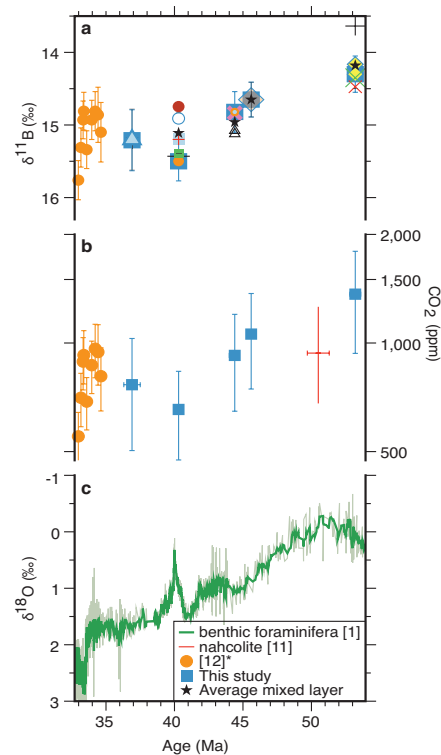 a
14
15
16
δ¹¹B (‰)
b
2,000
1,500
1,000
500
CO₂ (ppm)
c
-1
0
1
2
3
δ¹⁸O (‰)
benthic foraminifera [1]
nahcolite [11]
[12]*
This study
Average mixed layer
35 40 45 50
Age (Ma)